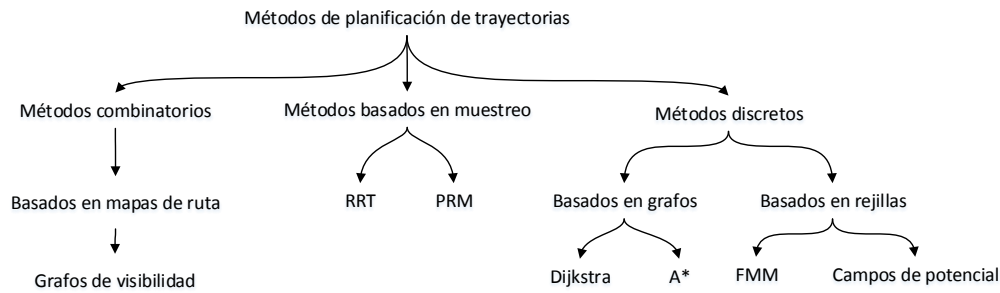 Métodos de planificación de trayectorias
Métodos combinatorios
Métodos basados en muestreo
Métodos discretos
Basados en mapas de ruta
RRT
PRM
Basados en grafos
Basados en rejillas
Grafos de visibilidad
Dijkstra
A*
FMM
Campos de potencial